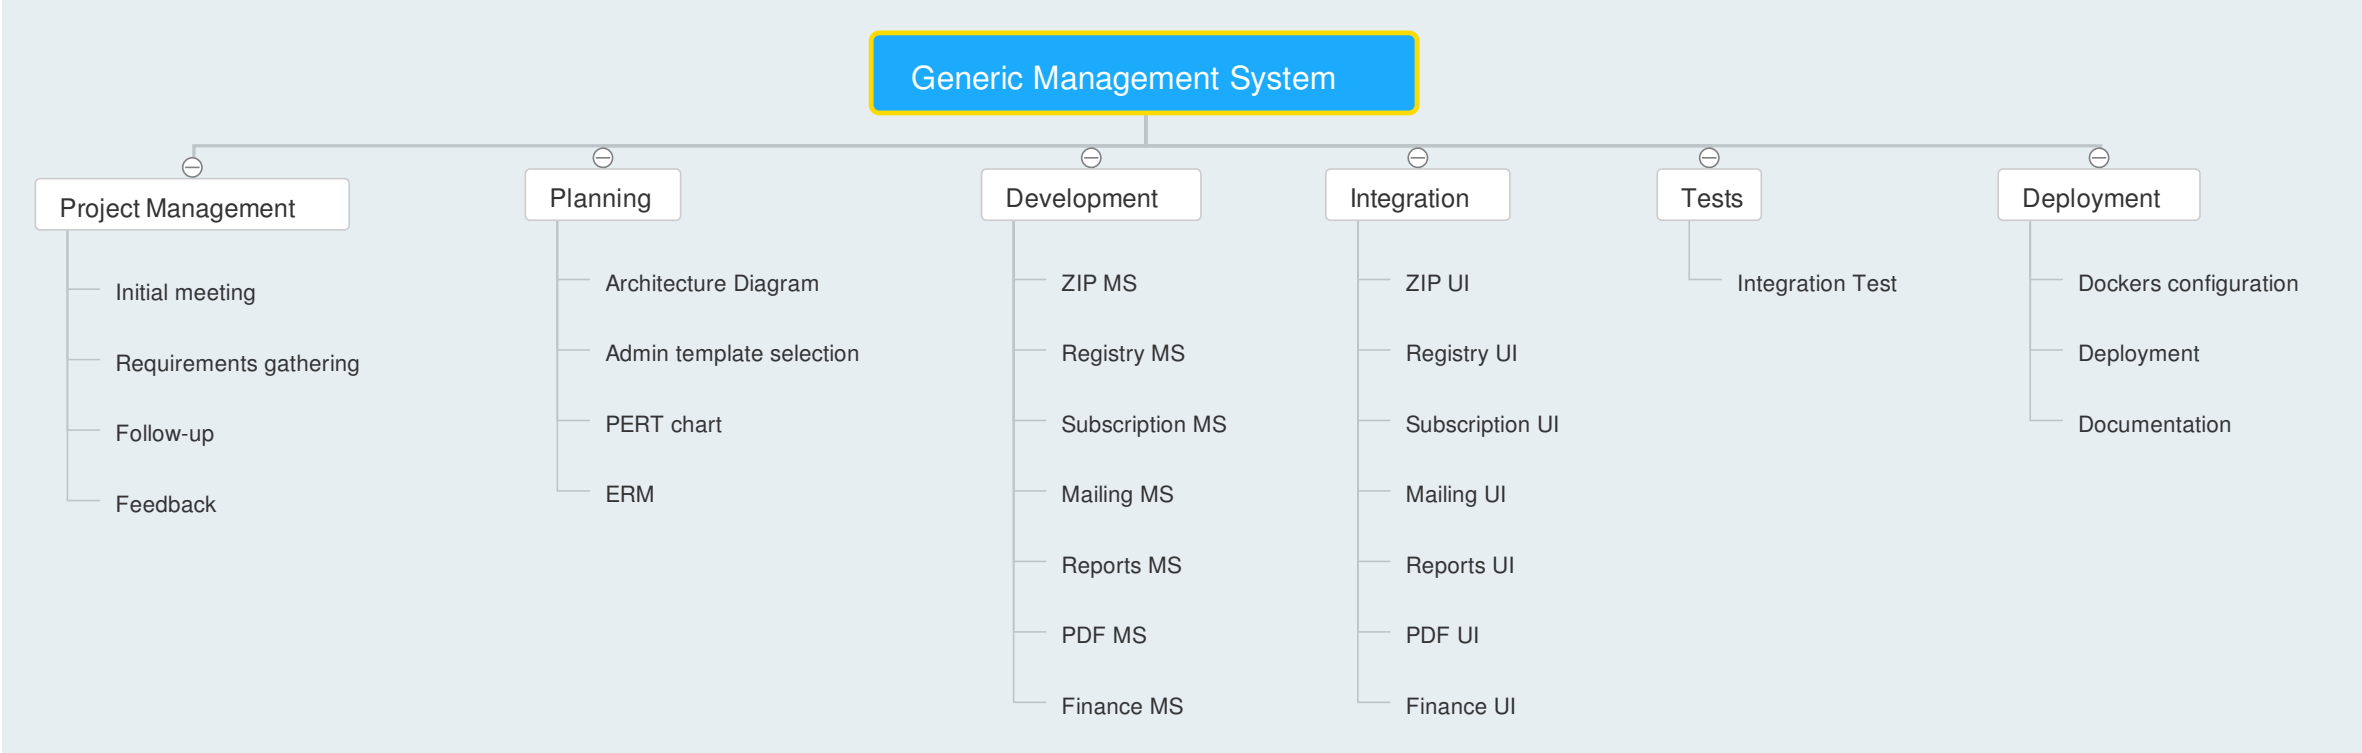 Generic Management System
Project Management
Initial meeting
Requirements gathering
Follow-up
Feedback
Planning
Architecture Diagram
Admin template selection
PERT chart
ERM
Development
ZIP MS
Registry MS
Subscription MS
Mailing MS
Reports MS
PDF MS
Finance MS
Integration
ZIP UI
Registry UI
Subscription UI
Mailing UI
Reports UI
PDF UI
Finance UI
Tests
Integration Test
Deployment
Dockers configuration
Deployment
Documentation